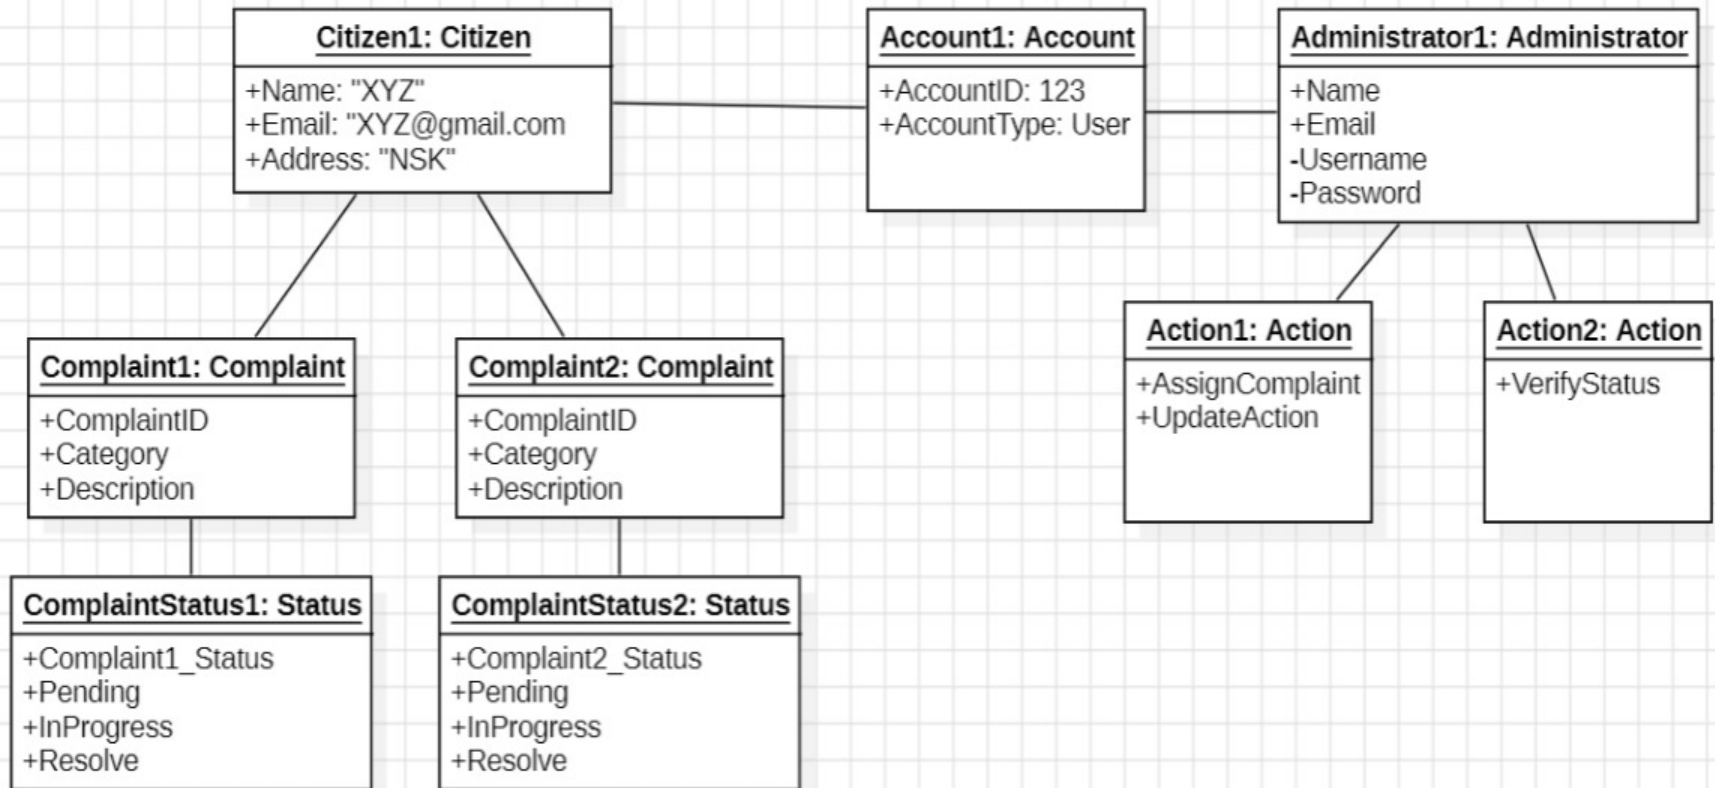 Citizen1: Citizen
+Name: "XYZ"
+Email: "XYZ@gmail.com
+Address: "NSK"
Account1: Account
+AccountID: 123
+AccountType: User
Administrator1: Administrator
+Name
+Email
-Username
-Password
Complaint1: Complaint
+ComplaintID
+Category
+Description
Complaint2: Complaint
+ComplaintID
+Category
+Description
Action1: Action
+AssignComplaint
+UpdateAction
Action2: Action
+VerifyStatus
ComplaintStatus1: Status
+Complaint1_Status
+Pending
+InProgress
+Resolve
ComplaintStatus2: Status
+Complaint2_Status
+Pending
+InProgress
+Resolve